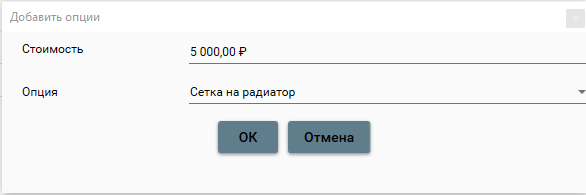 Добавить опции
Стоимость
5 000,00 ₽
Опция
Сетка на радиатор
ОК
Отмена